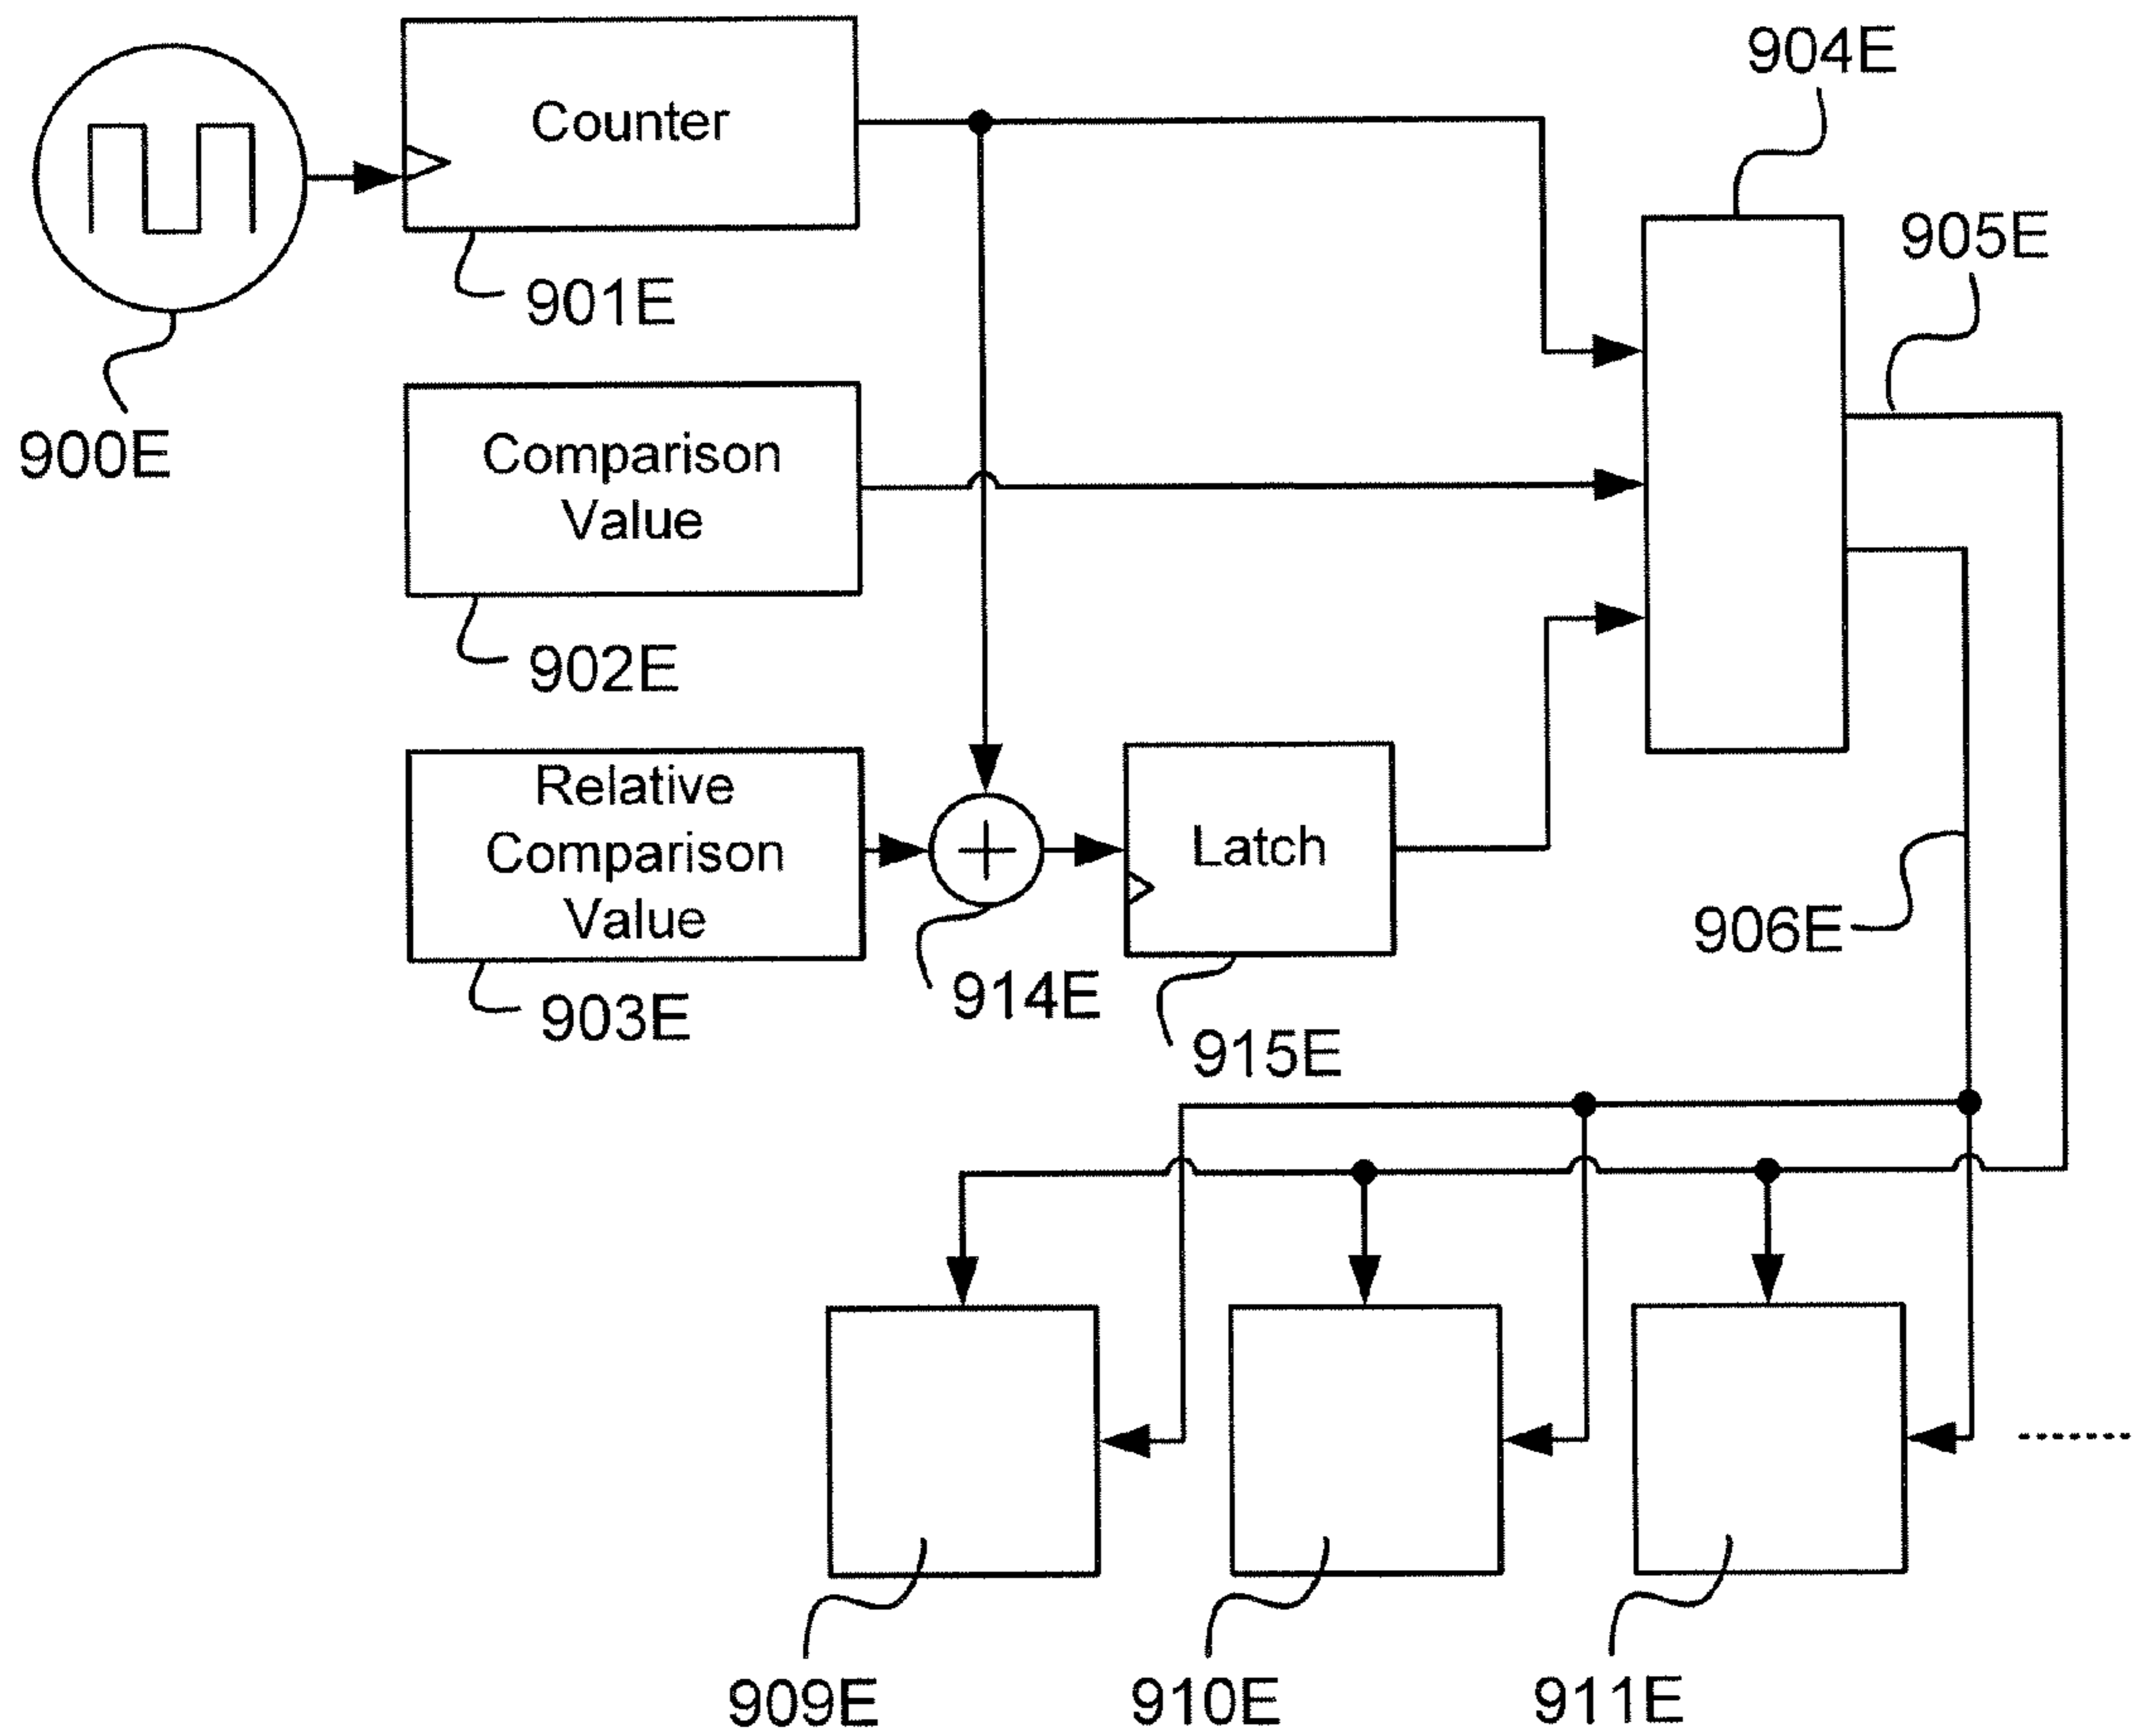 904E
Counter
905E
901E
900E
Comparison
Value
902E
Relative
Comparison
Value
+
Latch
906E
903E
914E
915E
909E
910E
911E